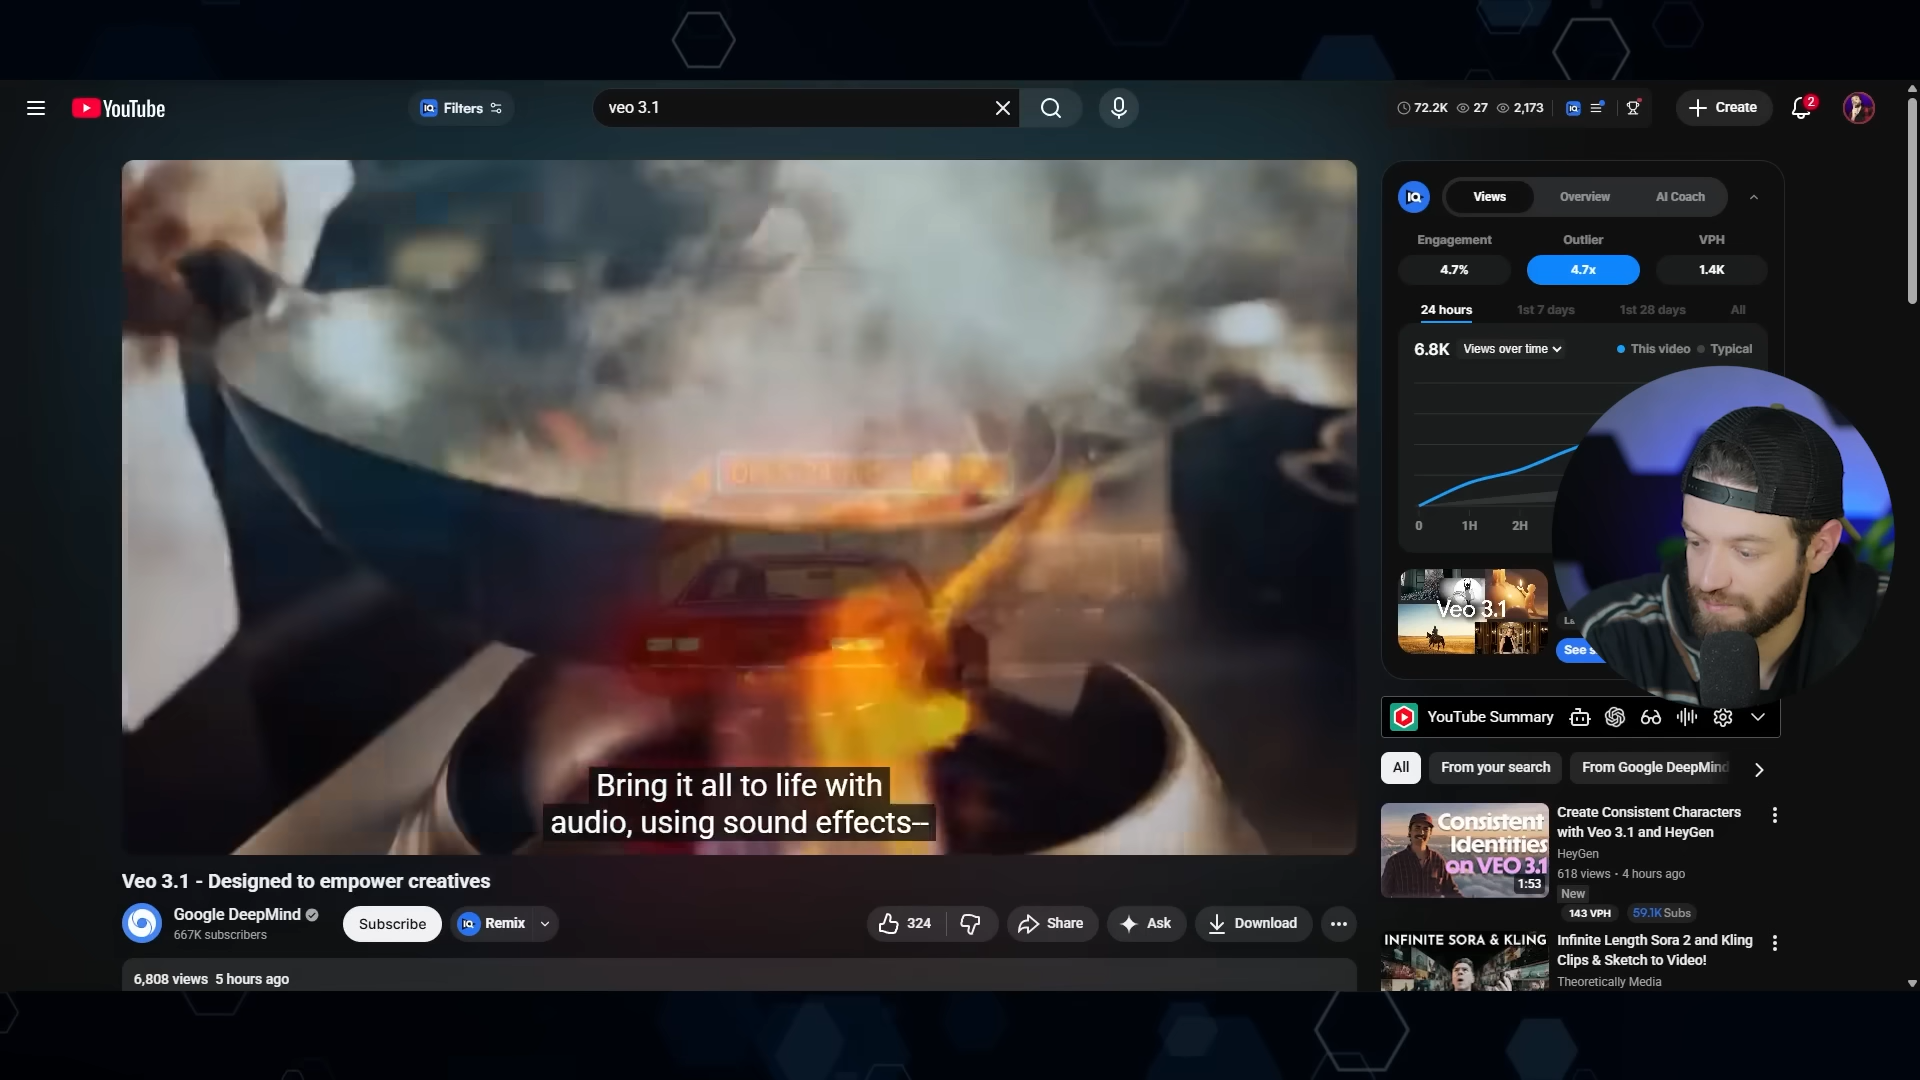 YouTube
Filters
veo 3.1
72.2K 27 2,173
Create
2
Views Overview AI Coach
Engagement Outlier VPH
4.7% 4.7x 1.4K
24 hours 1st 7 days 1st 28 days All
6.8K Views over time This video Typical
0 1H 2H
Veo 3.1
See
YouTube Summary
All From your search From Google DeepMind
Consistent
Identities
on VEO 3.1
1:53
Create Consistent Characters
with Veo 3.1 and HeyGen
HeyGen
618 views • 4 hours ago
New
143 VPH 59.1K Subs
INFINITE SORA & KLING
Infinite Length Sora 2 and Kling
Clips & Sketch to Video!
Theoretically Media
Bring it all to life with
audio, using sound effects--
Veo 3.1 - Designed to empower creatives
Google DeepMind
667K subscribers
Subscribe
Remix
324
Share
Ask
Download
6,808 views 5 hours ago